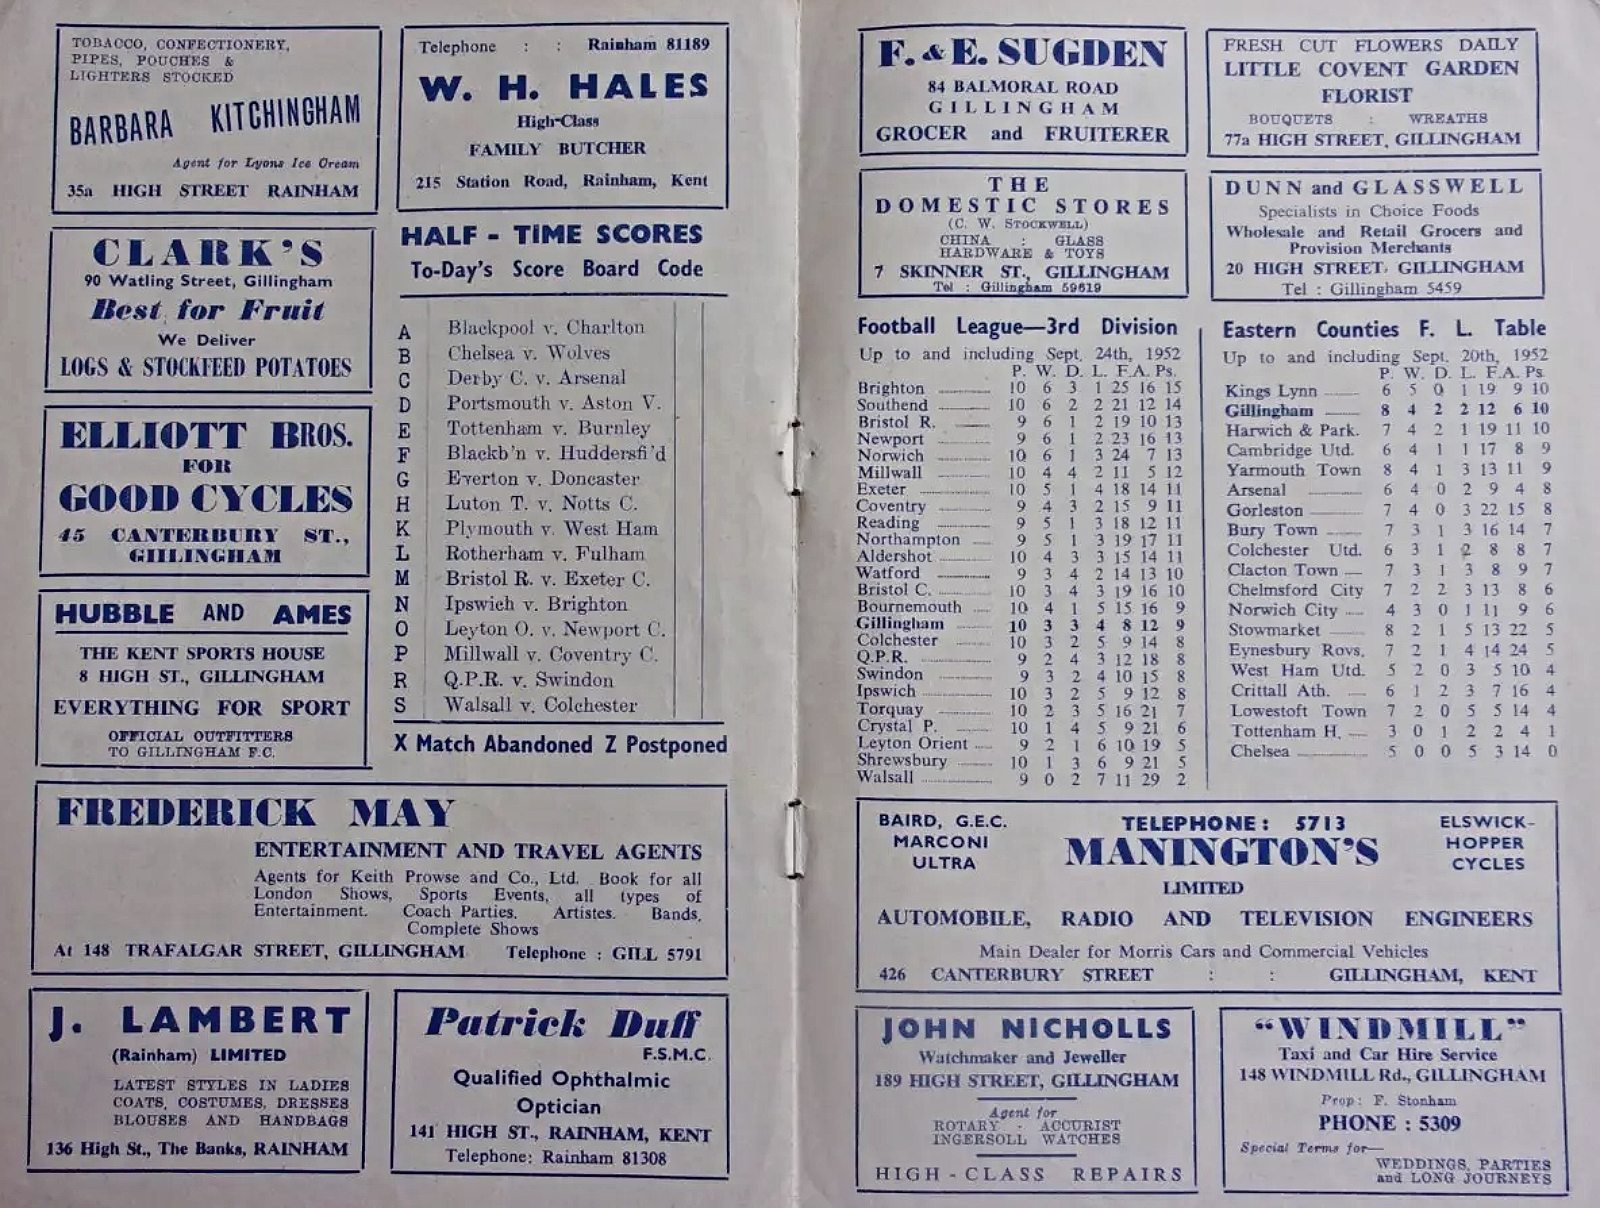 TOBACCO, CONFECTIONERY,
PIPES, POUCHES &
LIGHTERS STOCKED
BARBARA KITCHINGHAM
Agent for Lyons Ice Cream
35a HIGH STREET RAINHAM
Telephone : : Rainham 81189
W. H. HALES
High-Class
FAMILY BUTCHER
215 Station Road, Rainham, Kent
CLARK'S
90 Watling Street, Gillingham
Best for Fruit
We Deliver
LOGS & STOCKFEED POTATOES
ELLIOTT BROS.
FOR
GOOD CYCLES
45 CANTERBURY ST.,
GILLINGHAM
HUBBLE AND AMES
THE KENT SPORTS HOUSE
8 HIGH ST., GILLINGHAM
EVERYTHING FOR SPORT
OFFICIAL OUTFITTERS
TO GILLINGHAM F.C.
HALF - TIME SCORES
To-Day's Score Board Code
A Blackpool v. Charlton
B Chelsea v. Wolves
C Derby C. v. Arsenal
D Portsmouth v. Aston V.
E Tottenham v. Burnley
F Blackb'n v. Huddersfi'd
G Everton v. Doncaster
H Luton T. v. Notts C.
K Plymouth v. West Ham
L Rotherham v. Fulham
M Bristol R. v. Exeter C.
N Ipswich v. Brighton
O Leyton O. v. Newport C.
P Millwall v. Coventry C.
R Q.P.R. v. Swindon
S Walsall v. Colchester
X Match Abandoned Z Postponed
FREDERICK MAY
ENTERTAINMENT AND TRAVEL AGENTS
Agents for Keith Prowse and Co., Ltd. Book for all
London Shows, Sports Events, all types of
Entertainment. Coach Parties, Artistes. Bands,
Complete Shows
At 148 TRAFALGAR STREET, GILLINGHAM Telephone : GILL 5791
J. LAMBERT
(Rainham) LIMITED
LATEST STYLES IN LADIES
COATS, COSTUMES, DRESSES
BLOUSES AND HANDBAGS
136 High St., The Banks, RAINHAM
Patrick Duff
F.S.M.C.
Qualified Ophthalmic
Optician
141 HIGH ST., RAINHAM, KENT
Telephone: Rainham 81308
F. & E. SUGDEN
84 BALMORAL ROAD
GILLINGHAM
GROCER and FRUITERER
FRESH CUT FLOWERS DAILY
LITTLE COVENT GARDEN
FLORIST
BOUQUETS : WREATHS
77a HIGH STREET, GILLINGHAM
THE
DOMESTIC STORES
(C. W. STOCKWELL)
CHINA : GLASS
HARDWARE & TOYS
7 SKINNER ST., GILLINGHAM
Tel : Gillingham 59619
DUNN and GLASSWELL
Specialists in Choice Foods
Wholesale and Retail Grocers and
Provision Merchants
20 HIGH STREET, GILLINGHAM
Tel : Gillingham 5459
Football League—3rd Division
Up to and including Sept. 24th, 1952
P. W. D. L. F. A. Ps.
Brighton 10 6 3 1 25 16 15
Southend 10 6 2 2 21 12 14
Bristol R. 9 6 1 2 19 10 13
Newport 9 6 1 2 23 16 13
Norwich 10 6 1 3 24 7 13
Millwall 10 4 4 2 11 5 12
Exeter 10 5 1 4 18 14 11
Coventry 9 4 3 2 15 9 11
Reading 9 5 1 3 18 12 11
Northampton 9 5 1 3 19 17 11
Aldershot 10 4 3 3 15 14 11
Watford 9 3 4 2 14 13 10
Bristol C. 10 3 4 3 19 16 10
Bournemouth 10 4 1 5 15 16 9
Gillingham 10 3 3 4 8 12 9
Colchester 10 3 2 5 9 14 8
Q.P.R. 9 2 4 3 12 18 8
Swindon 9 3 2 4 10 15 8
Ipswich 10 3 2 5 9 12 8
Torquay 10 2 3 5 16 21 7
Crystal P. 10 1 4 5 9 21 6
Leyton Orient 9 2 1 6 10 19 5
Shrewsbury 10 1 3 6 9 21 5
Walsall 9 0 2 7 11 29 2
Eastern Counties F. L. Table
Up to and including Sept. 20th, 1952
P. W. D. L. F. A. Ps
Kings Lynn 6 5 0 1 19 9 10
Gillingham 8 4 2 2 12 6 10
Harwich & Park. 7 4 2 1 19 11 10
Cambridge Utd. 6 4 1 1 17 8 9
Yarmouth Town 8 4 1 3 13 11 9
Arsenal 6 4 0 2 9 4 8
Gorleston 7 4 0 3 22 15 8
Bury Town 7 3 1 3 16 14 7
Colchester Utd. 6 3 1 2 8 8 7
Clacton Town 7 3 1 3 8 9 7
Chelmsford City 7 2 2 3 13 8 6
Norwich City 4 3 0 1 11 9 6
Stowmarket 8 2 1 5 13 22 5
Eynesbury Rovs. 7 2 1 4 14 24 5
West Ham Utd. 5 2 0 3 5 10 4
Crittall Ath. 6 1 2 3 7 16 4
Lowestoft Town 7 2 0 5 5 14 4
Tottenham H. 3 0 1 2 2 4 1
Chelsea 5 0 0 5 3 14 0
BAIRD, G.E.C.
MARCONI
ULTRA
TELEPHONE : 5713
MANINGTON'S
LIMITED
ELSWICK-
HOPPER
CYCLES
AUTOMOBILE, RADIO AND TELEVISION ENGINEERS
Main Dealer for Morris Cars and Commercial Vehicles
426 CANTERBURY STREET : : GILLINGHAM, KENT
JOHN NICHOLLS
Watchmaker and Jeweller
189 HIGH STREET, GILLINGHAM
Agent for
ROTARY - ACCURIST
INGERSOLL WATCHES
HIGH-CLASS REPAIRS
"WINDMILL"
Taxi and Car Hire Service
148 WINDMILL Rd., GILLINGHAM
Prop: F. Stonham
PHONE : 5309
Special Terms for—
WEDDINGS, PARTIES
and LONG JOURNEYS